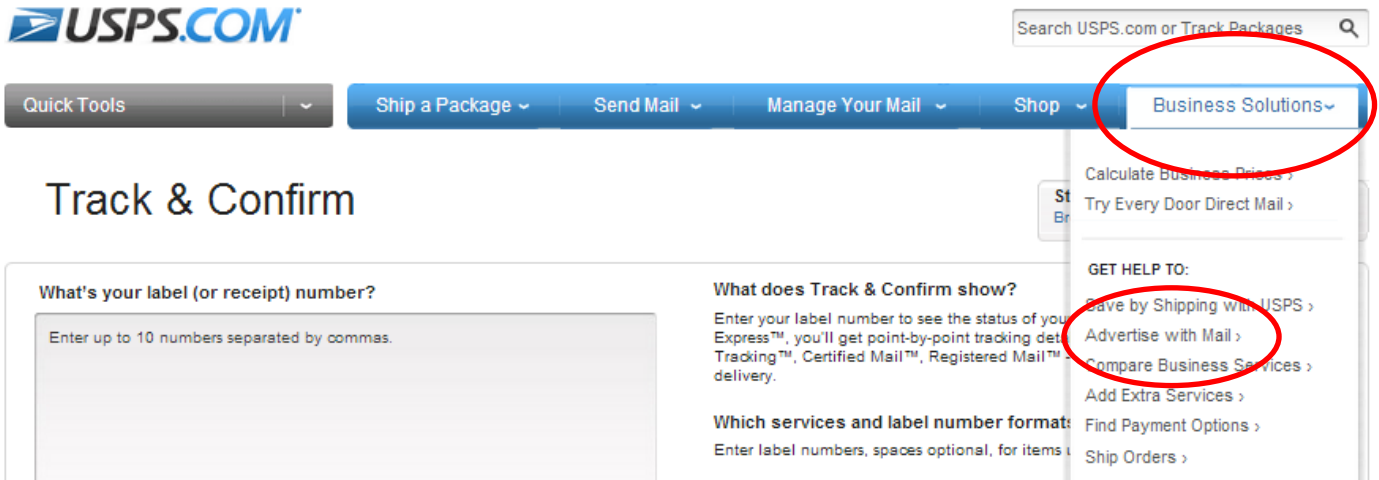 USPS.COM
Search USPS.com or Track Packages
Quick Tools
Ship a Package
Send Mail
Manage Your Mail
Shop
Business Solutions
Calculate Business Prices ›
Try Every Door Direct Mail ›
GET HELP TO:
Save by Shipping with USPS ›
Advertise with Mail ›
Compare Business Services ›
Add Extra Services ›
Find Payment Options ›
Ship Orders ›
Track & Confirm
St
Br
What's your label (or receipt) number?
Enter up to 10 numbers separated by commas.
What does Track & Confirm show?
Enter your label number to see the status of your
Express™, you'll get point-by-point tracking deta
Tracking™, Certified Mail™, Registered Mail™ -
delivery.
Which services and label number formats
Enter label numbers, spaces optional, for items u